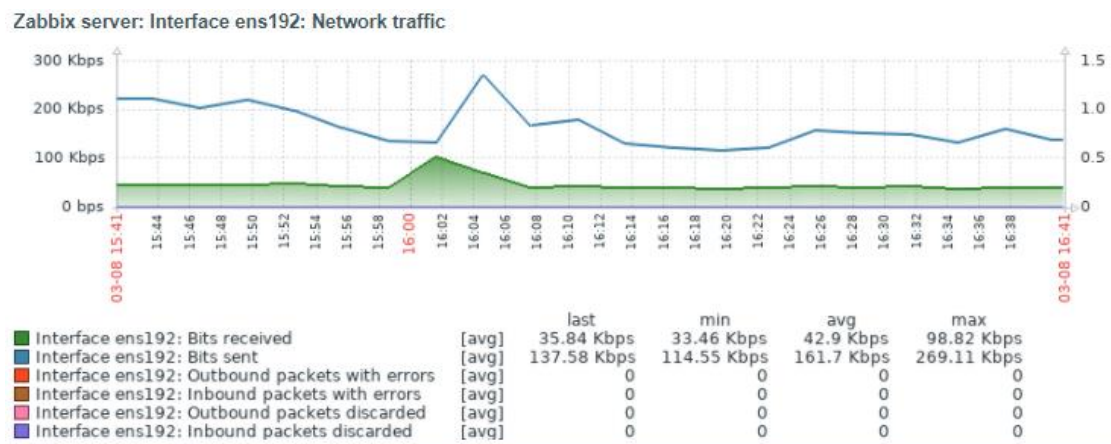 Zabbix server: Interface ens192: Network traffic
300 Kbps
200 Kbps
100 Kbps
0 bps
1.5
1.0
0.5
0
03-08 15:41
15:44
15:46
15:48
15:50
15:52
15:54
15:56
15:58
16:00
16:02
16:04
16:06
16:08
16:10
16:12
16:14
16:16
16:18
16:20
16:22
16:24
16:26
16:28
16:30
16:32
16:34
16:36
16:38
03-08 16:41
last min avg max
Interface ens192: Bits received [avg] 35.84 Kbps 33.46 Kbps 42.9 Kbps 98.82 Kbps
Interface ens192: Bits sent [avg] 137.58 Kbps 114.55 Kbps 161.7 Kbps 269.11 Kbps
Interface ens192: Outbound packets with errors [avg] 0 0 0 0
Interface ens192: Inbound packets with errors [avg] 0 0 0 0
Interface ens192: Outbound packets discarded [avg] 0 0 0 0
Interface ens192: Inbound packets discarded [avg] 0 0 0 0